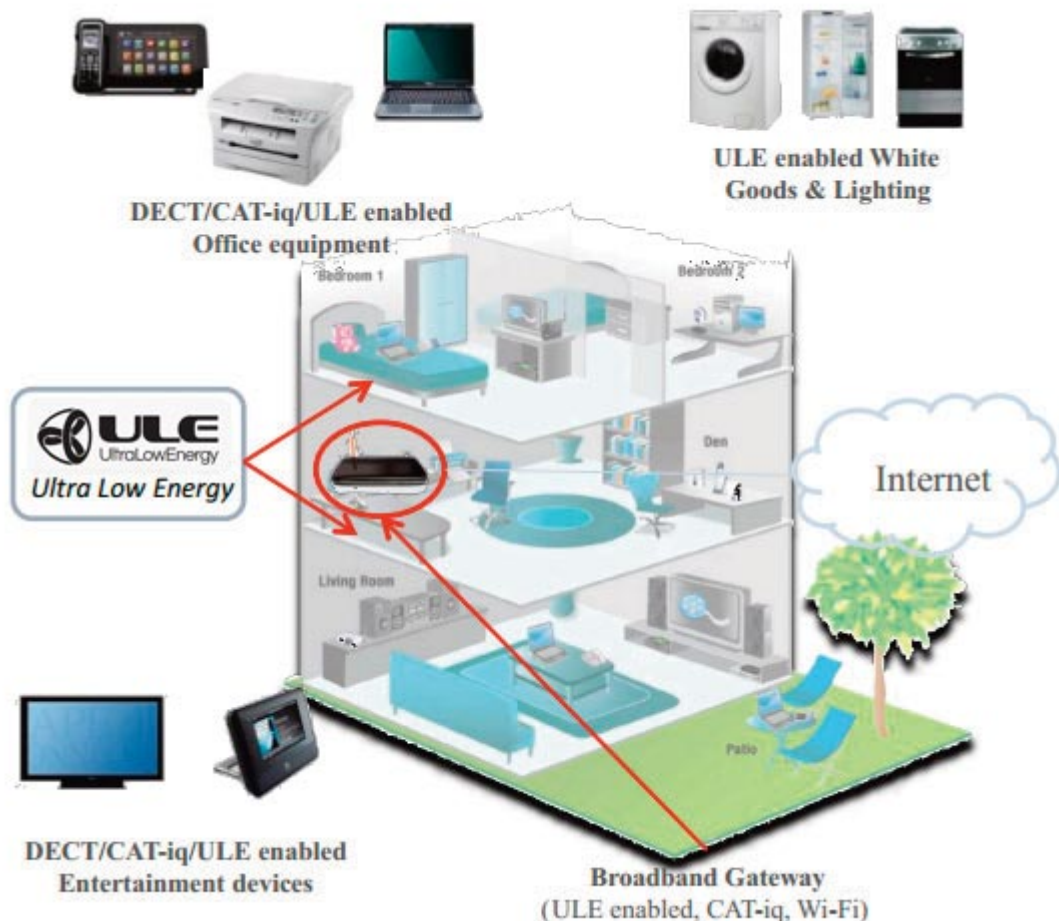 ULE enabled White
Goods & Lighting
DECT/CAT-iq/ULE enabled
Office equipment
Bedroom 1
Bedroom 2
ULE
UltraLowEnergy
Ultra Low Energy
Den
Internet
Living Room
Patio
DECT/CAT-iq/ULE enabled
Entertainment devices
Broadband Gateway
(ULE enabled, CAT-iq, Wi-Fi)